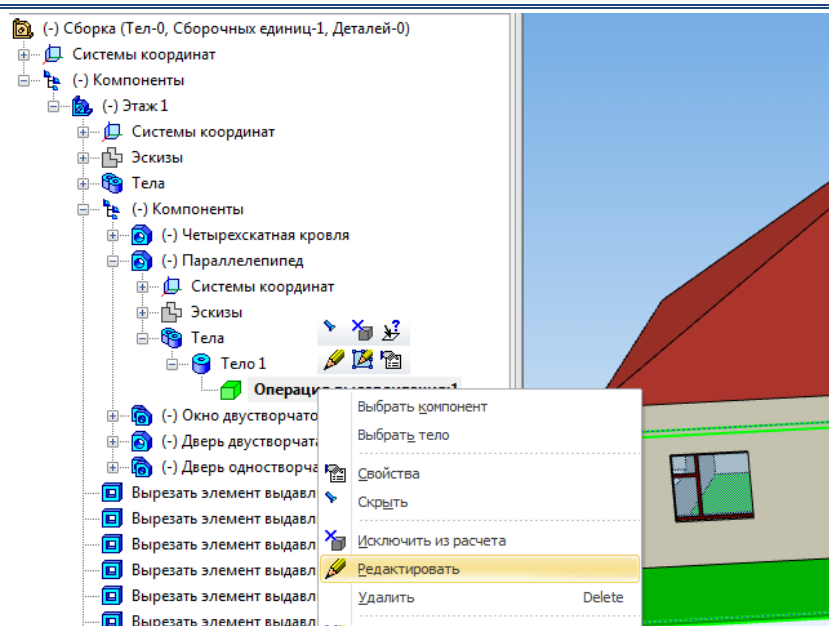 (-) Сборка (Тел-0, Сборочных единиц-1, Деталей-0)
Системы координат
(-) Компоненты
(-) Этаж 1
Системы координат
Эскизы
Тела
(-) Компоненты
(-) Четырехскатная кровля
(-) Параллелепипед
Системы координат
Эскизы
Тела
Тело 1
Операция
(-) Окно двустворчато
(-) Дверь двустворчата
(-) Дверь одностворча
Вырезать элемент выдавл
Вырезать элемент выдавл
Вырезать элемент выдавл
Вырезать элемент выдавл
Вырезать элемент выдавл
Вырезать элемент выдавл
Выбрать компонент
Выбрать тело
Свойства
Скрыть
Исключить из расчета
Редактировать
Удалить Delete